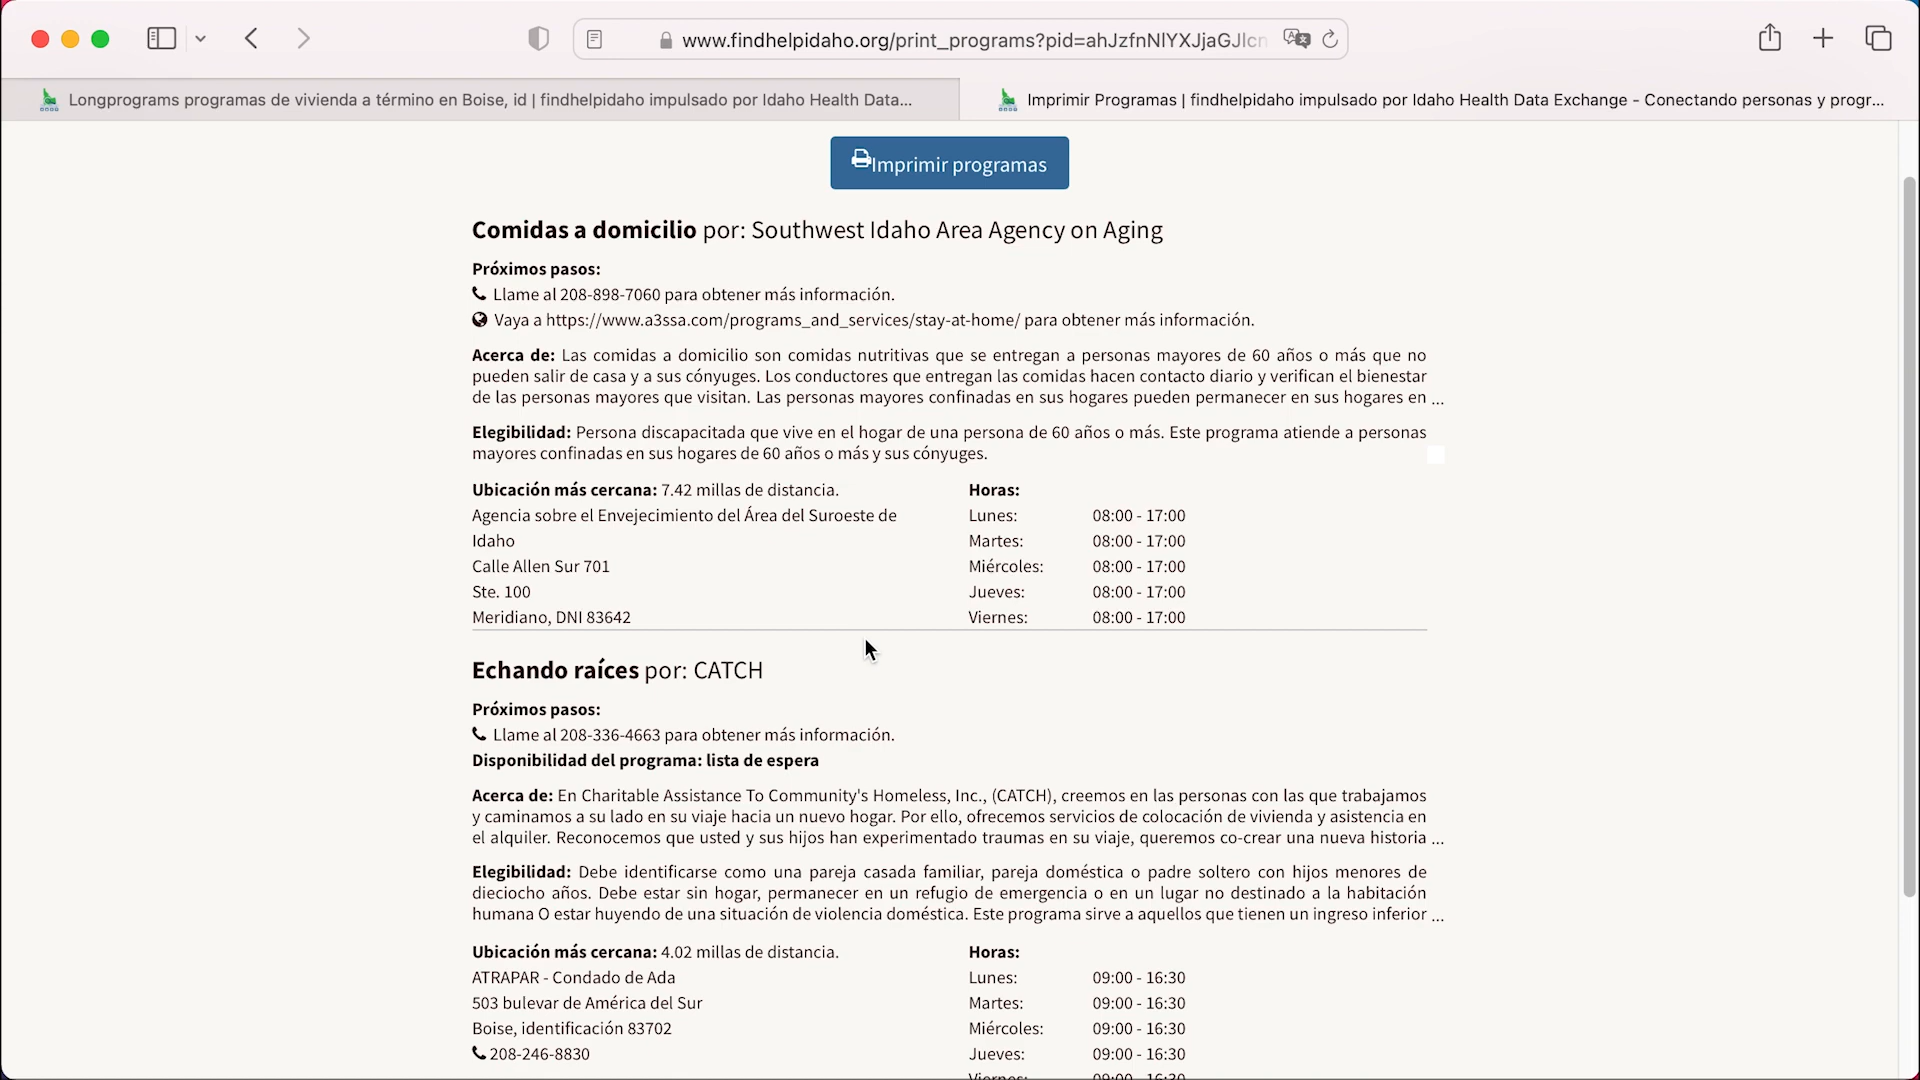 www.findhelpidaho.org/print_programs?pid=ahJzfnNlYXJjaGJlcn
Longprograms programas de vivienda a término en Boise, id | findhelpidaho impulsado por Idaho Health Data...
Imprimir Programas | findhelpidaho impulsado por Idaho Health Data Exchange - Conectando personas y progr...
Imprimir programas
Comidas a domicilio por: Southwest Idaho Area Agency on Aging
Próximos pasos:
Llame al 208-898-7060 para obtener más información.
Vaya a https://www.a3ssa.com/programs_and_services/stay-at-home/ para obtener más información.
Acerca de: Las comidas a domicilio son comidas nutritivas que se entregan a personas mayores de 60 años o más que no
pueden salir de casa y a sus cónyuges. Los conductores que entregan las comidas hacen contacto diario y verifican el bienestar
de las personas mayores que visitan. Las personas mayores confinadas en sus hogares pueden permanecer en sus hogares en ...
Elegibilidad: Persona discapacitada que vive en el hogar de una persona de 60 años o más. Este programa atiende a personas
mayores confinadas en sus hogares de 60 años o más y sus cónyuges.
Ubicación más cercana: 7.42 millas de distancia.
Agencia sobre el Envejecimiento del Área del Suroeste de
Idaho
Calle Allen Sur 701
Ste. 100
Meridiano, DNI 83642
Horas:
Lunes: 08:00 - 17:00
Martes: 08:00 - 17:00
Miércoles: 08:00 - 17:00
Jueves: 08:00 - 17:00
Viernes: 08:00 - 17:00
Echando raíces por: CATCH
Próximos pasos:
Llame al 208-336-4663 para obtener más información.
Disponibilidad del programa: lista de espera
Acerca de: En Charitable Assistance To Community's Homeless, Inc., (CATCH), creemos en las personas con las que trabajamos
y caminamos a su lado en su viaje hacia un nuevo hogar. Por ello, ofrecemos servicios de colocación de vivienda y asistencia en
el alquiler. Reconocemos que usted y sus hijos han experimentado traumas en su viaje, queremos co-crear una nueva historia ...
Elegibilidad: Debe identificarse como una pareja casada familiar, pareja doméstica o padre soltero con hijos menores de
dieciocho años. Debe estar sin hogar, permanecer en un refugio de emergencia o en un lugar no destinado a la habitación
humana O estar huyendo de una situación de violencia doméstica. Este programa sirve a aquellos que tienen un ingreso inferior ...
Ubicación más cercana: 4.02 millas de distancia.
ATRAPAR - Condado de Ada
503 bulevar de América del Sur
Boise, identificación 83702
208-246-8830
Horas:
Lunes: 09:00 - 16:30
Martes: 09:00 - 16:30
Miércoles: 09:00 - 16:30
Jueves: 09:00 - 16:30
Viernes: 09:00 - 16:30